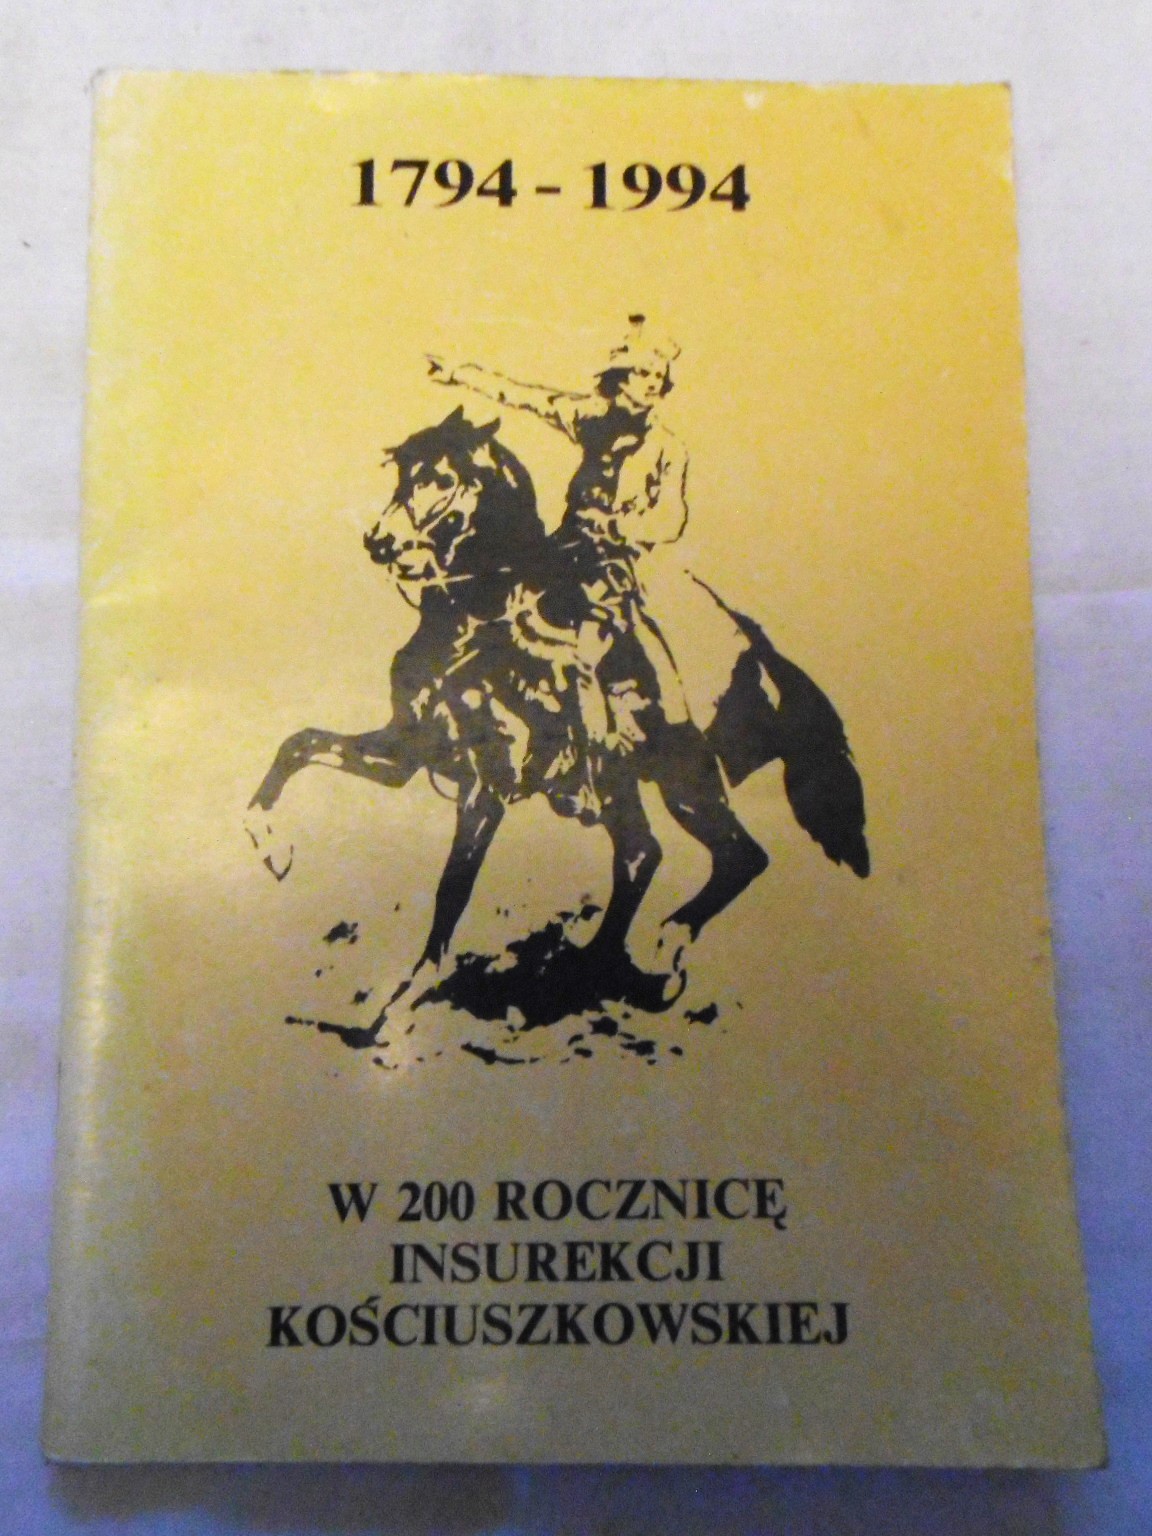 1794 - 1994
W 200 ROCZNICĘ
INSUREKCJI
KOŚCIUSZKOWSKIEJ